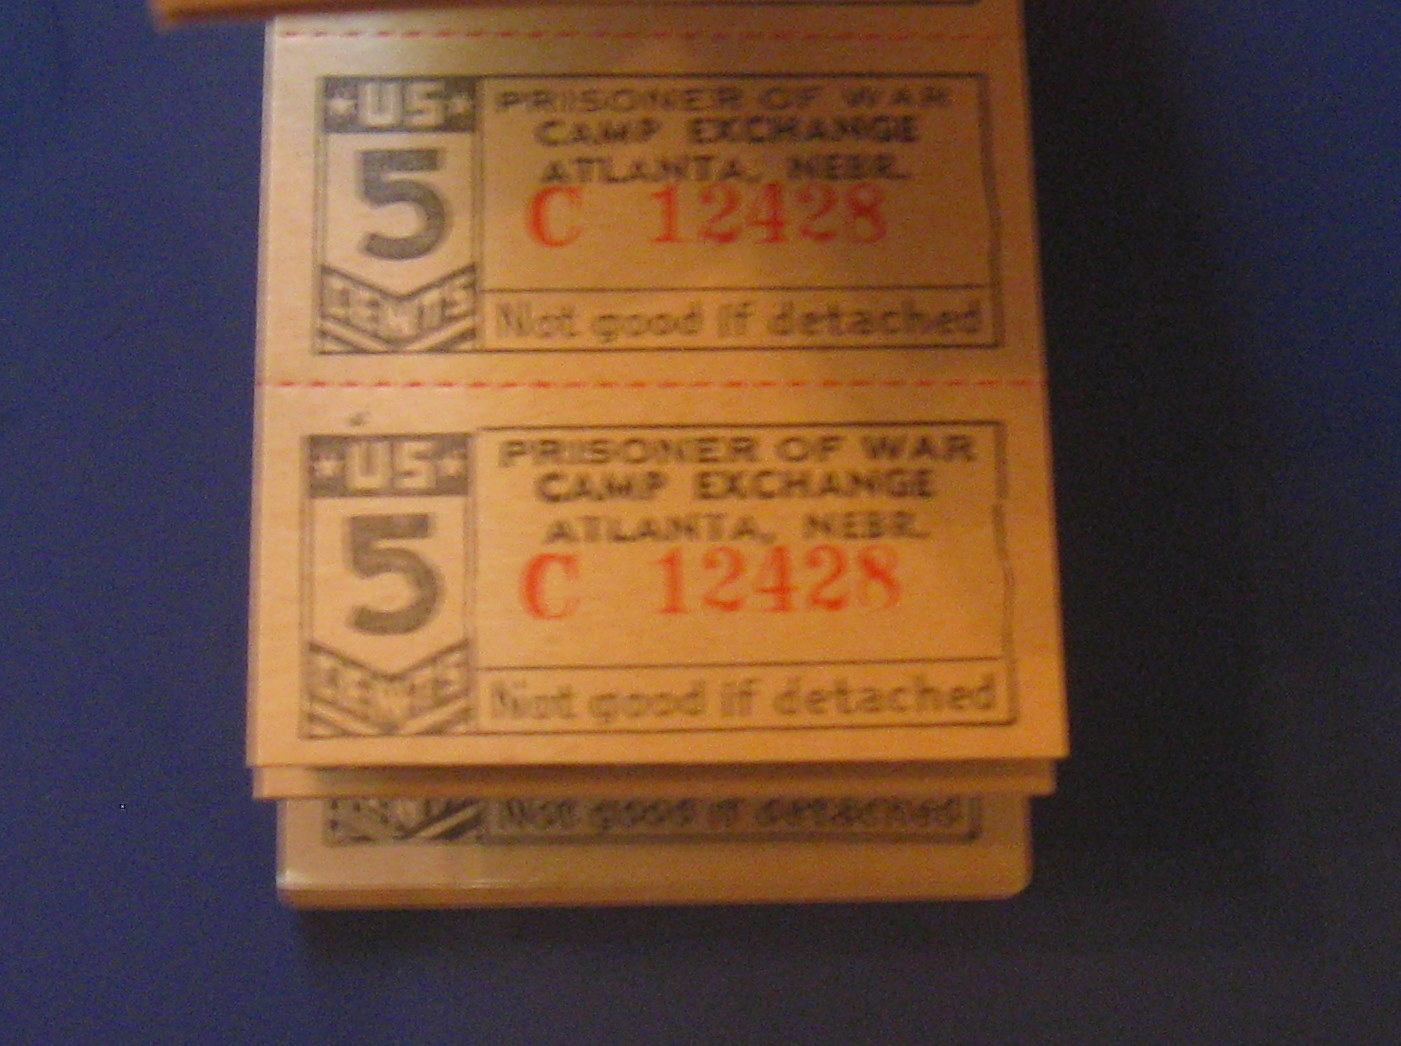 US
5
CENTS
PRISONER OF WAR
CAMP EXCHANGE
ATLANTA, NEBR.
C 12428
Not good if detached
US
5
CENTS
PRISONER OF WAR
CAMP EXCHANGE
ATLANTA, NEBR.
C 12428
Not good if detached
Not good if detached